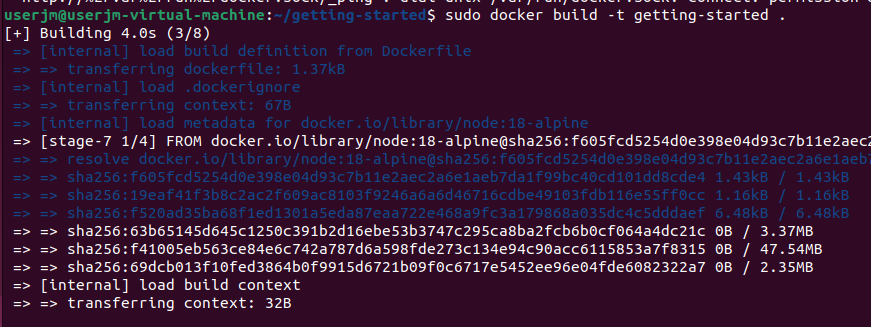 userjm@userjm-virtual-machine:~/getting-started$ sudo docker build -t getting-started .
[+] Building 4.0s (3/8)
=> [internal] load build definition from Dockerfile
=> => transferring dockerfile: 1.37kB
=> [internal] load .dockerignore
=> => transferring context: 67B
=> [internal] load metadata for docker.io/library/node:18-alpine
=> [stage-7 1/4] FROM docker.io/library/node:18-alpine@sha256:f605fcd5254d0e398e04d93c7b11e2aec2
=> => resolve docker.io/library/node:18-alpine@sha256:f605fcd5254d0e398e04d93c7b11e2aec2a6e1aeb7
=> => sha256:f605fcd5254d0e398e04d93c7b11e2aec2a6e1aeb7da1f99bc40cd101dd8cde4 1.43kB / 1.43kB
=> => sha256:19eaf41f3b8c2ac2f609ac8103f9246a6a6d46716cdbe49103fdb116e55ff0cc 1.16kB / 1.16kB
=> => sha256:f520ad35ba68f1ed1301a5eda87eaa722e468a9fc3a179868a035dc4c5dddaef 6.48kB / 6.48kB
=> => sha256:63b65145d645c1250c391b2d16ebe53b3747c295ca8ba2fcb6b0cf064a4dc21c 0B / 3.37MB
=> => sha256:f41005eb563ce84e6c742a787d6a598fde273c134e94c90acc6115853a7f8315 0B / 47.54MB
=> => sha256:69dcb013f10fed3864b0f9915d6721b09f0c6717e5452ee96e04fde6082322a7 0B / 2.35MB
=> [internal] load build context
=> => transferring context: 32B